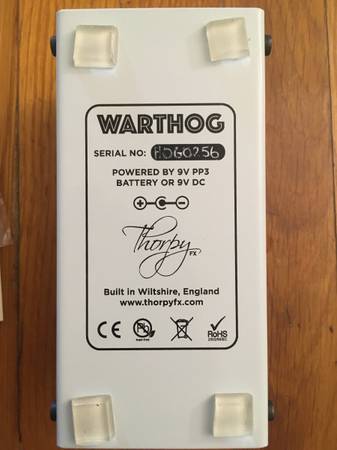 WARTHOG
SERIAL NO: HOG0256
POWERED BY 9V PP3
BATTERY OR 9V DC
Thorpy FX
Built in Wiltshire, England
www.thorpyfx.com
CE RoHS